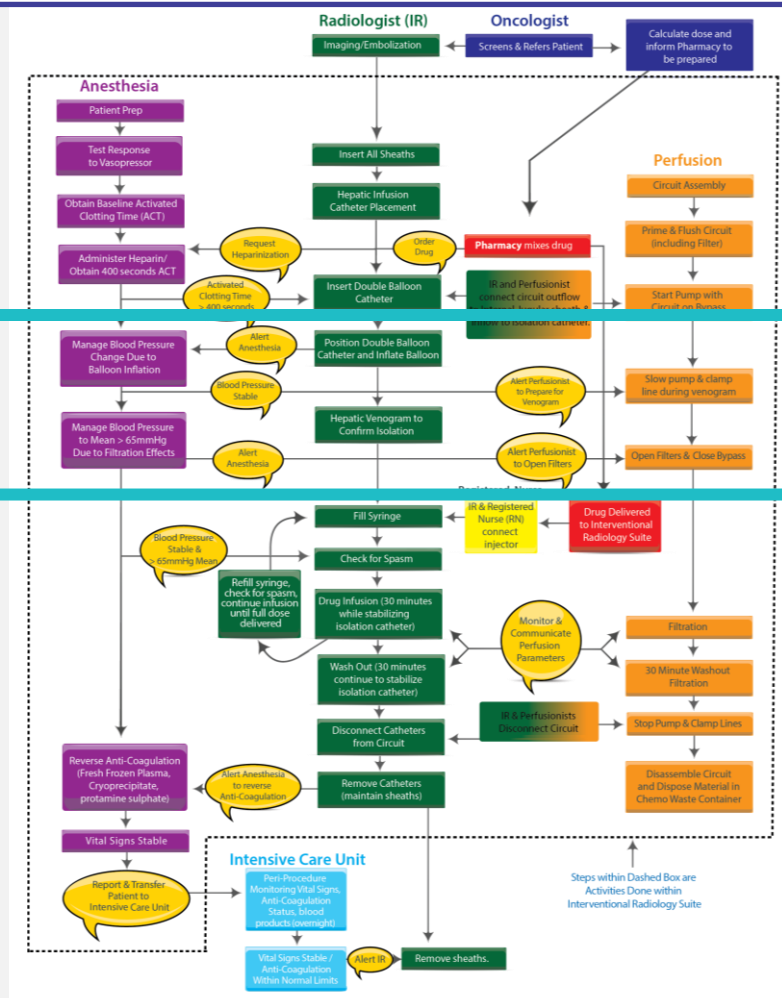 Radiologist (IR)
Oncologist
Imaging/Embolization
Screens & Refers Patient
Calculate dose and
inform Pharmacy to
be prepared
Anesthesia
Patient Prep
Test Response
to Vasopressor
Obtain Baseline Activated
Clotting Time (ACT)
Administer Heparin/
Obtain 400 seconds ACT
Request
Heparinization
Activated
Clotting Time
> 400 seconds
Insert All Sheaths
Hepatic Infusion
Catheter Placement
Order
Drug
Pharmacy mixes drug
Insert Double Balloon
Catheter
IR and Perfusionist
connect circuit outflow
inflow to isolation catheter.
Perfusion
Circuit Assembly
Prime & Flush Circuit
(including Filter)
Start Pump with
Circuit on Bypass
Manage Blood Pressure
Change Due to
Balloon Inflation
Alert
Anesthesia
Position Double Balloon
Catheter and Inflate Balloon
Blood Pressure
Stable
Alert Perfusionist
to Prepare for
Venogram
Slow pump & clamp
line during venogram
Manage Blood Pressure
to Mean > 65mmHg
Due to Filtration Effects
Alert
Anesthesia
Hepatic Venogram to
Confirm Isolation
Alert Perfusionist
to Open Filters
Open Filters & Close Bypass
Fill Syringe
IR & Registered
Nurse (RN)
connect
injector
Drug Delivered
to Interventional
Radiology Suite
Blood Pressure
Stable &
> 65mmHg Mean
Check for Spasm
Refill syringe,
check for spasm,
continue infusion
until full dose
delivered
Drug Infusion (30 minutes
while stabilizing
isolation catheter)
Monitor &
Communicate
Perfusion
Parameters
Filtration
Wash Out (30 minutes
continue to stabilize
isolation catheter)
30 Minute Washout
Filtration
Disconnect Catheters
from Circuit
IR & Perfusionists
Disconnect Circuit
Stop Pump & Clamp Lines
Reverse Anti-Coagulation
(Fresh Frozen Plasma,
Cryoprecipitate,
protamine sulphate)
Alert Anesthesia
to reverse
Anti-Coagulation
Remove Catheters
(maintain sheaths)
Disassemble Circuit
and Dispose Material in
Chemo Waste Container
Vital Signs Stable
Report & Transfer
Patient to
Intensive Care Unit
Intensive Care Unit
Peri-Procedure
Monitoring Vital Signs,
Anti-Coagulation
Status, blood
products (overnight)
Vital Signs Stable /
Anti-Coagulation
Within Normal Limits
Alert IR
Remove sheaths.
Steps within Dashed Box are
Activities Done within
Interventional Radiology Suite